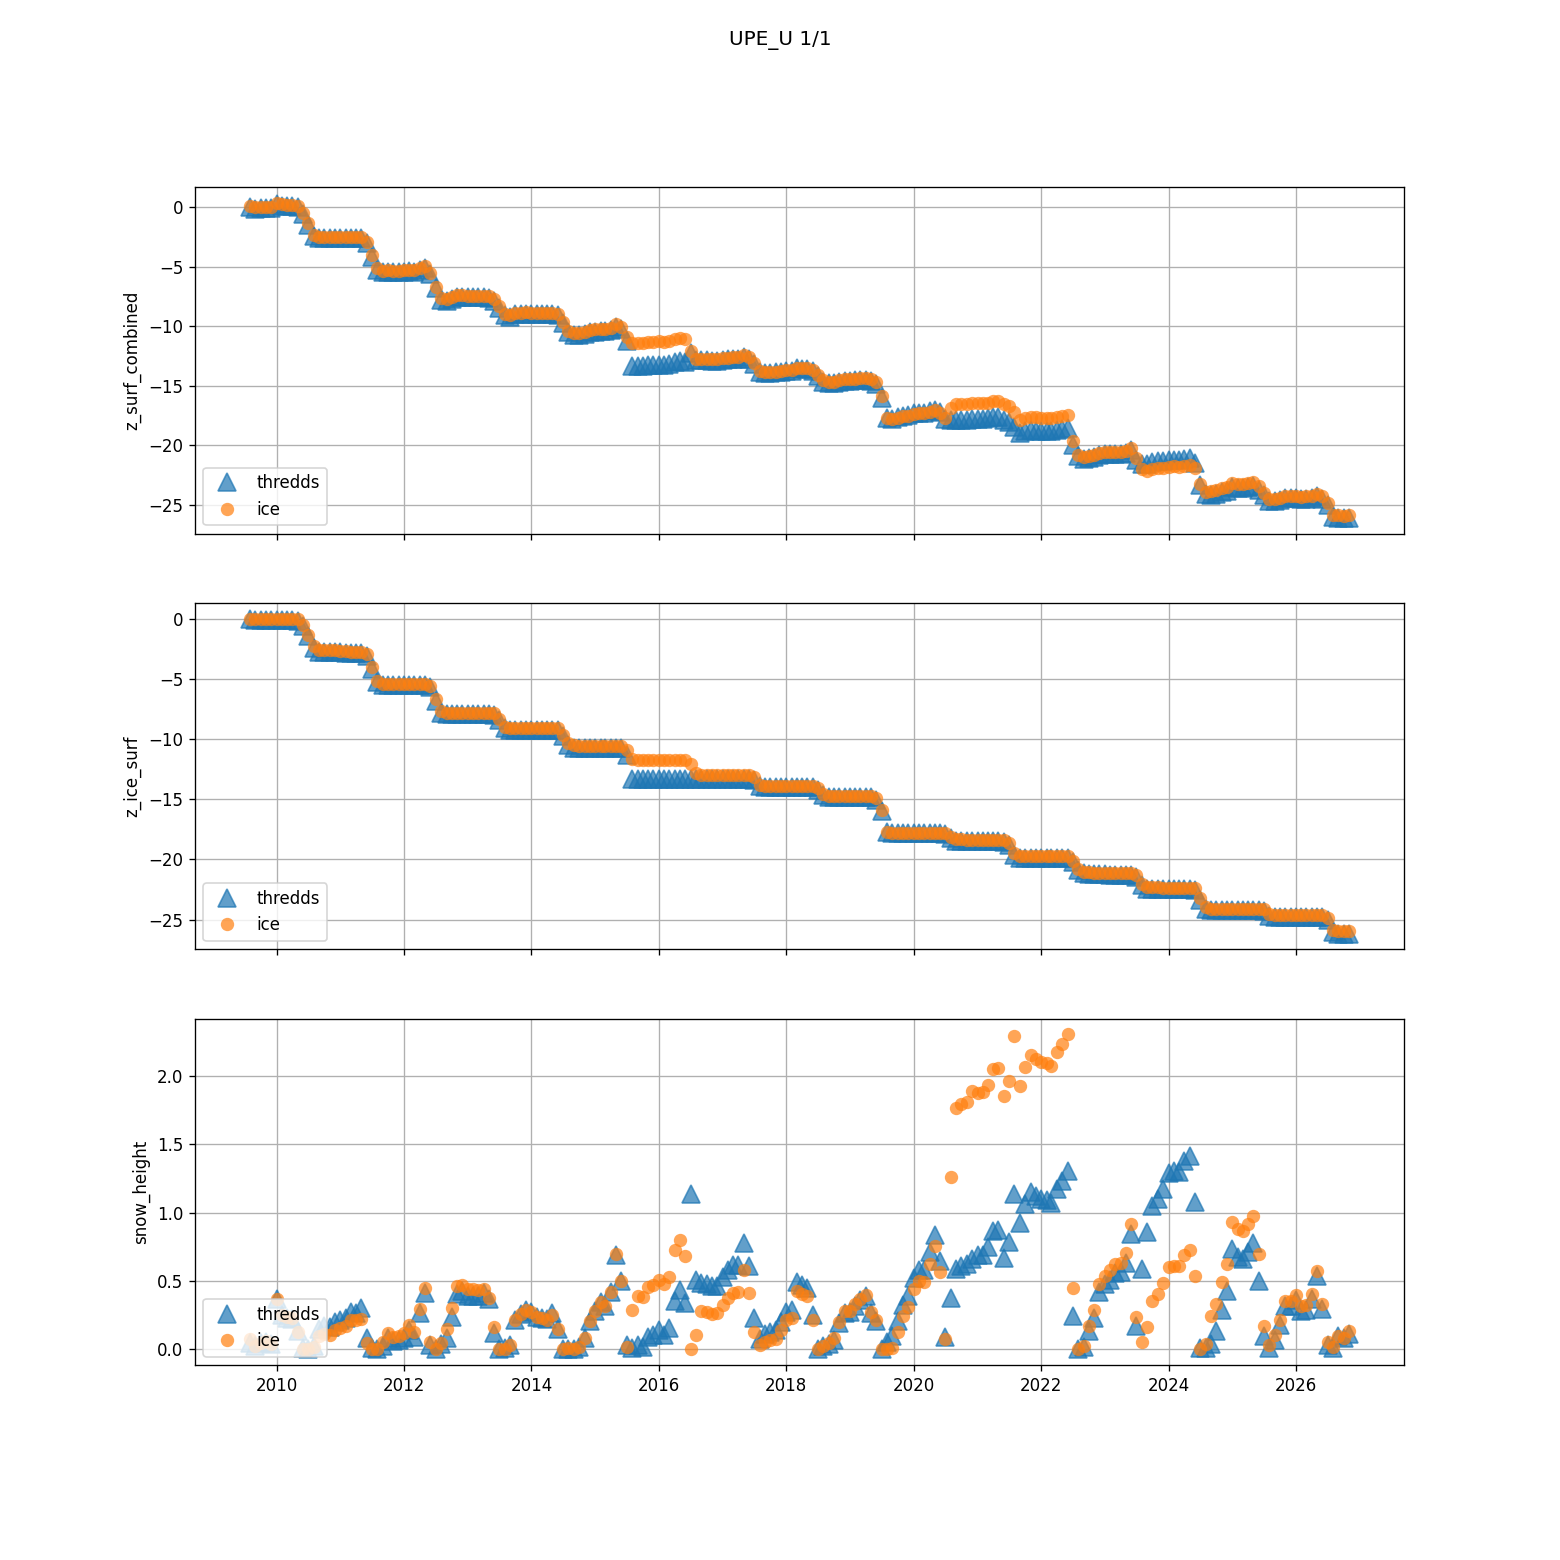 UPE_U 1/1
z_surf_combined
0
−5
−10
−15
−20
−25
thredds
ice
z_ice_surf
0
−5
−10
−15
−20
−25
thredds
ice
snow_height
2.0
1.5
1.0
0.5
0.0
thredds
ice
2010 2012 2014 2016 2018 2020 2022 2024 2026